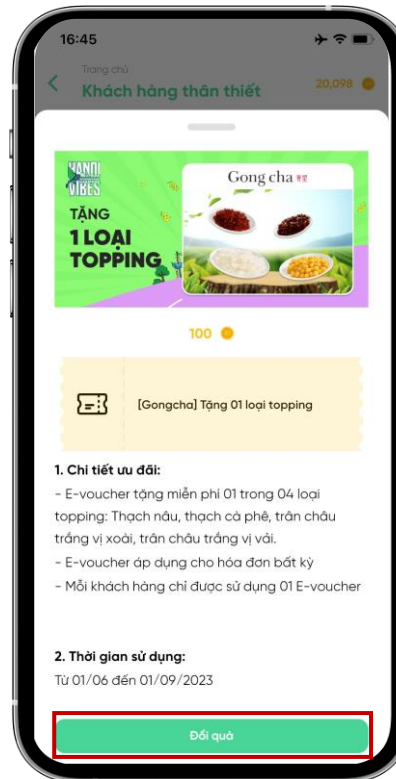 16:45
Trang chủ
Khách hàng thân thiết
20,098
HANOI
VIBES
TẶNG
1 LOẠI
TOPPING
Gong cha 貢茶
100
[Gongcha] Tặng 01 loại topping
1. Chi tiết ưu đãi:
- E-voucher tặng miễn phí 01 trong 04 loại
topping: Thạch nâu, thạch cà phê, trân châu
trắng vị xoài, trân châu trắng vị vải.
- E-voucher áp dụng cho hóa đơn bất kỳ
- Mỗi khách hàng chỉ được sử dụng 01 E-voucher
2. Thời gian sử dụng:
Từ 01/06 đến 01/09/2023
Đổi quà